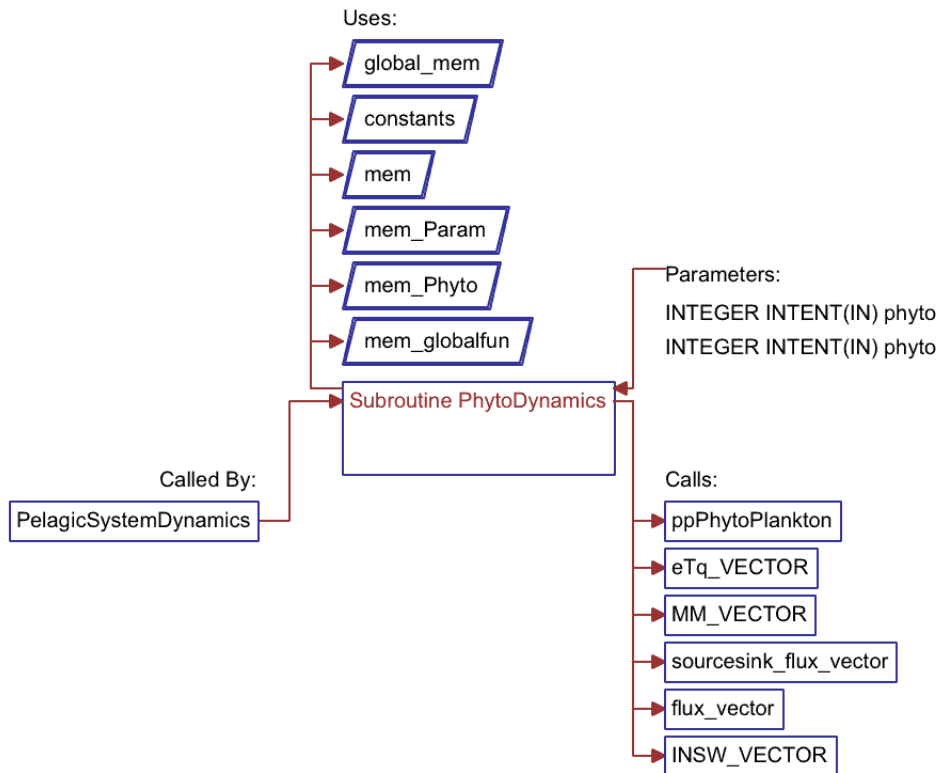 Uses:
global_mem
constants
mem
mem_Param
mem_Phyto
mem_globalfun
Parameters:
INTEGER INTENT(IN) phyto
INTEGER INTENT(IN) phyto
Subroutine PhytoDynamics
Called By:
PelagicSystemDynamics
Calls:
ppPhytoPlankton
eTq_VECTOR
MM_VECTOR
sourcesink_flux_vector
flux_vector
INSW_VECTOR